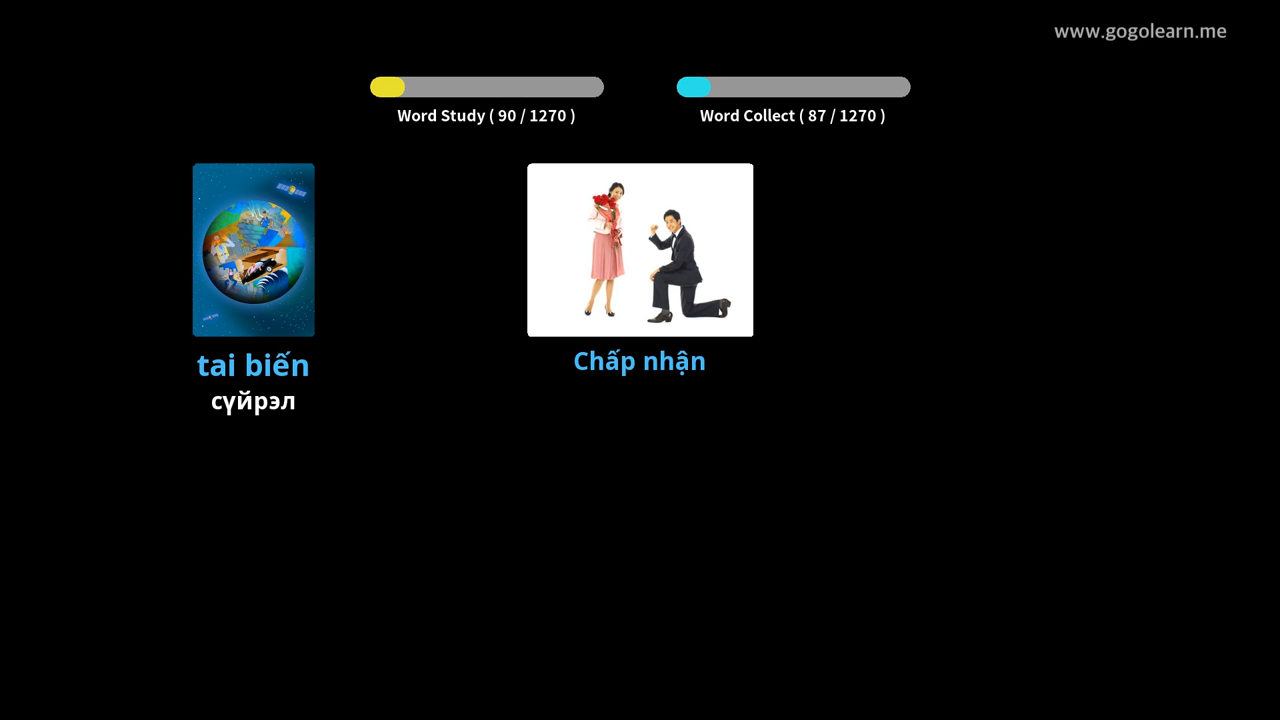 www.gogolearn.me
Word Study ( 90 / 1270 )
Word Collect ( 87 / 1270 )
tai biến
сүйрэл
Chấp nhận